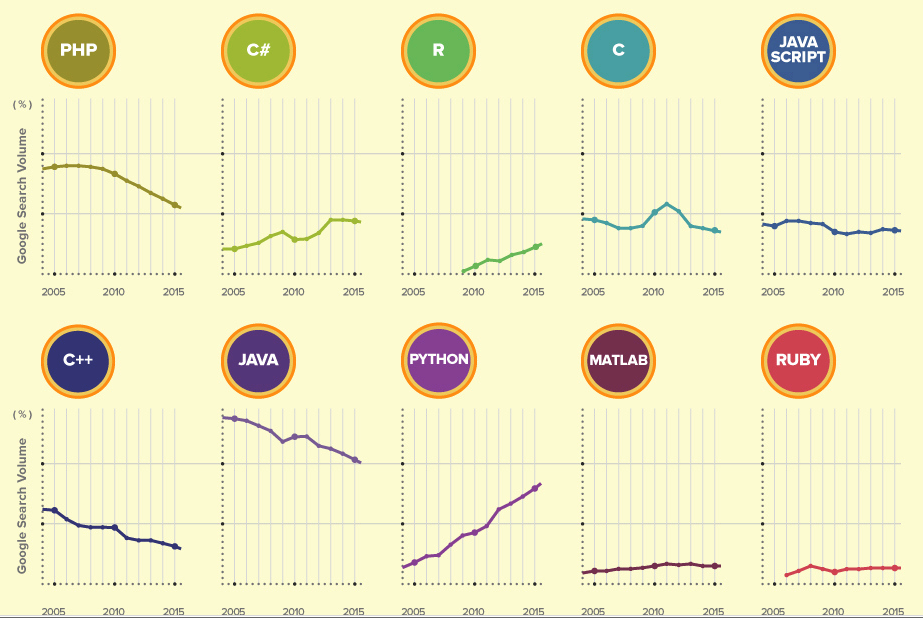 PHP
C#
R
C
JAVA
SCRIPT
(%)
Google Search Volume
2005 2010 2015
2005 2010 2015
2005 2010 2015
2005 2010 2015
2005 2010 2015
C++
JAVA
PYTHON
MATLAB
RUBY
(%)
Google Search Volume
2005 2010 2015
2005 2010 2015
2005 2010 2015
2005 2010 2015
2005 2010 2015